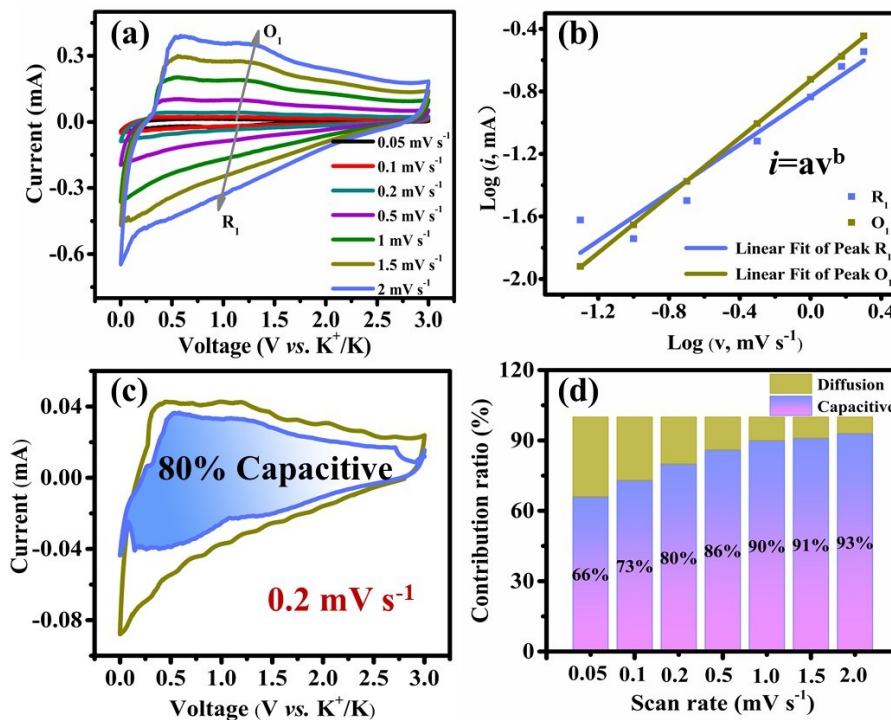 (a)
O₁
R₁
0.3
0.0
-0.3
-0.6
Current (mA)
0.05 mV s⁻¹
0.1 mV s⁻¹
0.2 mV s⁻¹
0.5 mV s⁻¹
1 mV s⁻¹
1.5 mV s⁻¹
2 mV s⁻¹
0.0 0.5 1.0 1.5 2.0 2.5 3.0
Voltage (V vs. K⁺/K)
(b)
-0.4
-0.8
-1.2
-1.6
-2.0
Log (i, mA)
i=avᵇ
R₁
O₁
Linear Fit of Peak R₁
Linear Fit of Peak O₁
-1.2 -0.8 -0.4 0.0 0.4
Log (v, mV s⁻¹)
(c)
0.04
0.00
-0.04
-0.08
Current (mA)
80% Capacitive
0.2 mV s⁻¹
0.0 0.5 1.0 1.5 2.0 2.5 3.0
Voltage (V vs. K⁺/K)
(d)
120
90
60
30
0
Contribution ratio (%)
Diffusion
Capacitive
66% 73% 80% 86% 90% 91% 93%
0.05 0.1 0.2 0.5 1.0 1.5 2.0
Scan rate (mV s⁻¹)